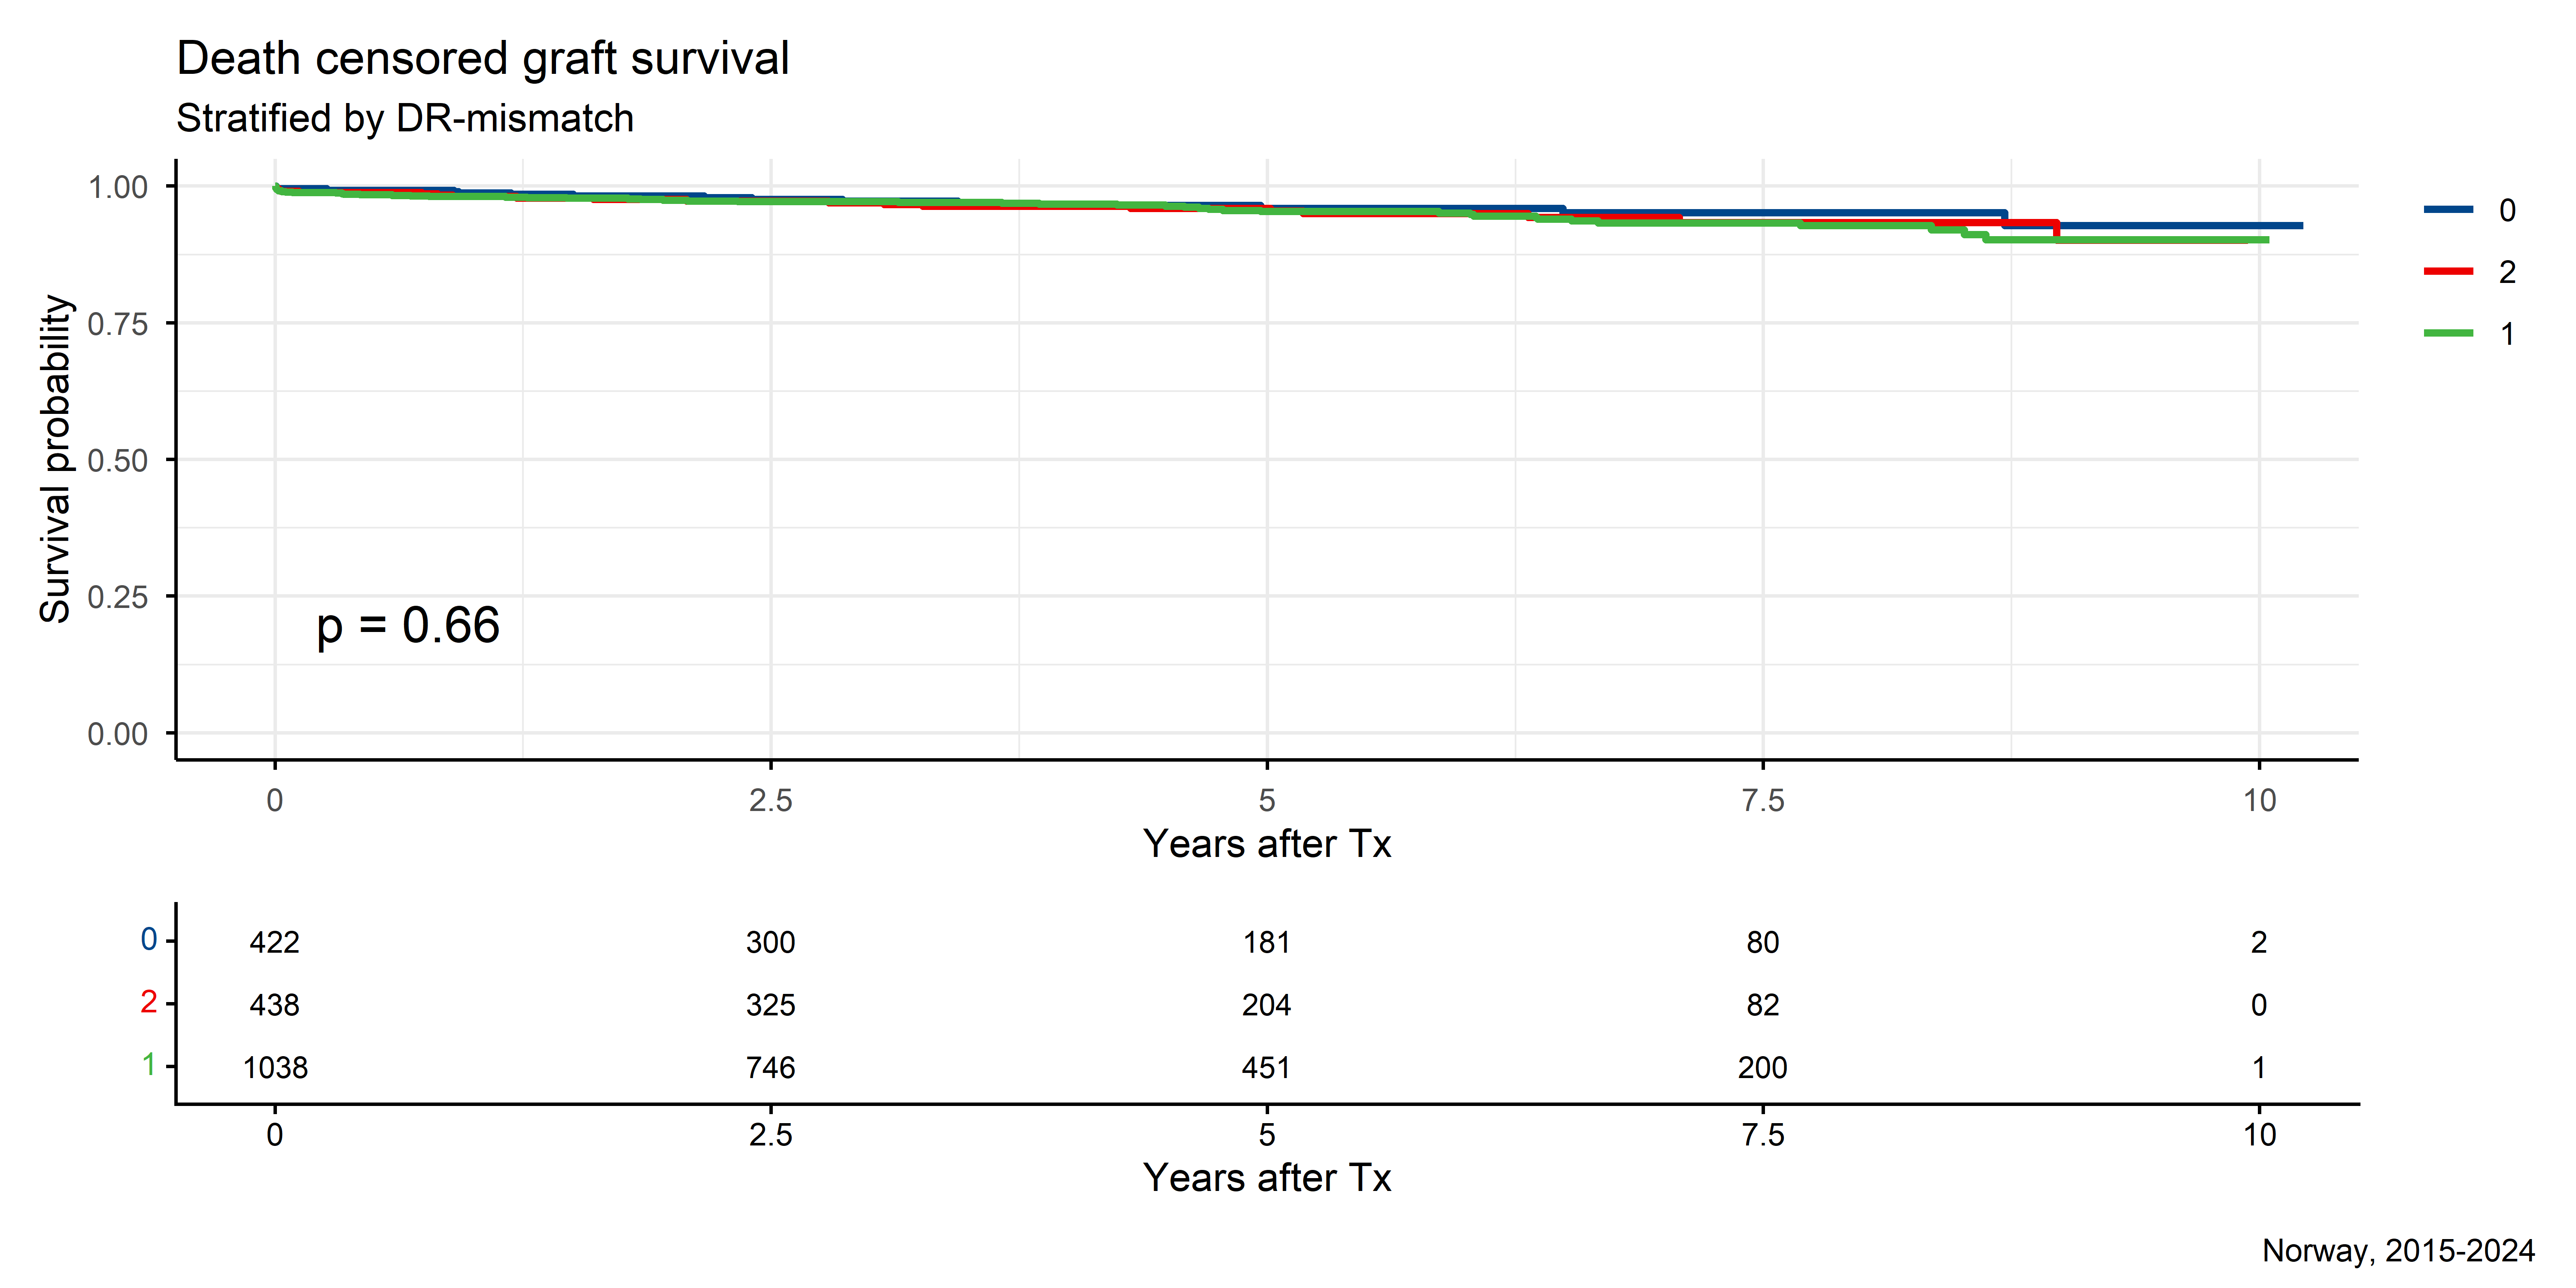 Death censored graft survival
Stratified by DR-mismatch
Survival probability
1.00
0.75
0.50
0.25
0.00
p = 0.66
0
2
1
0 2.5 5 7.5 10
Years after Tx
0 422 300 181 80 2
2 438 325 204 82 0
1 1038 746 451 200 1
0 2.5 5 7.5 10
Years after Tx
Norway, 2015-2024